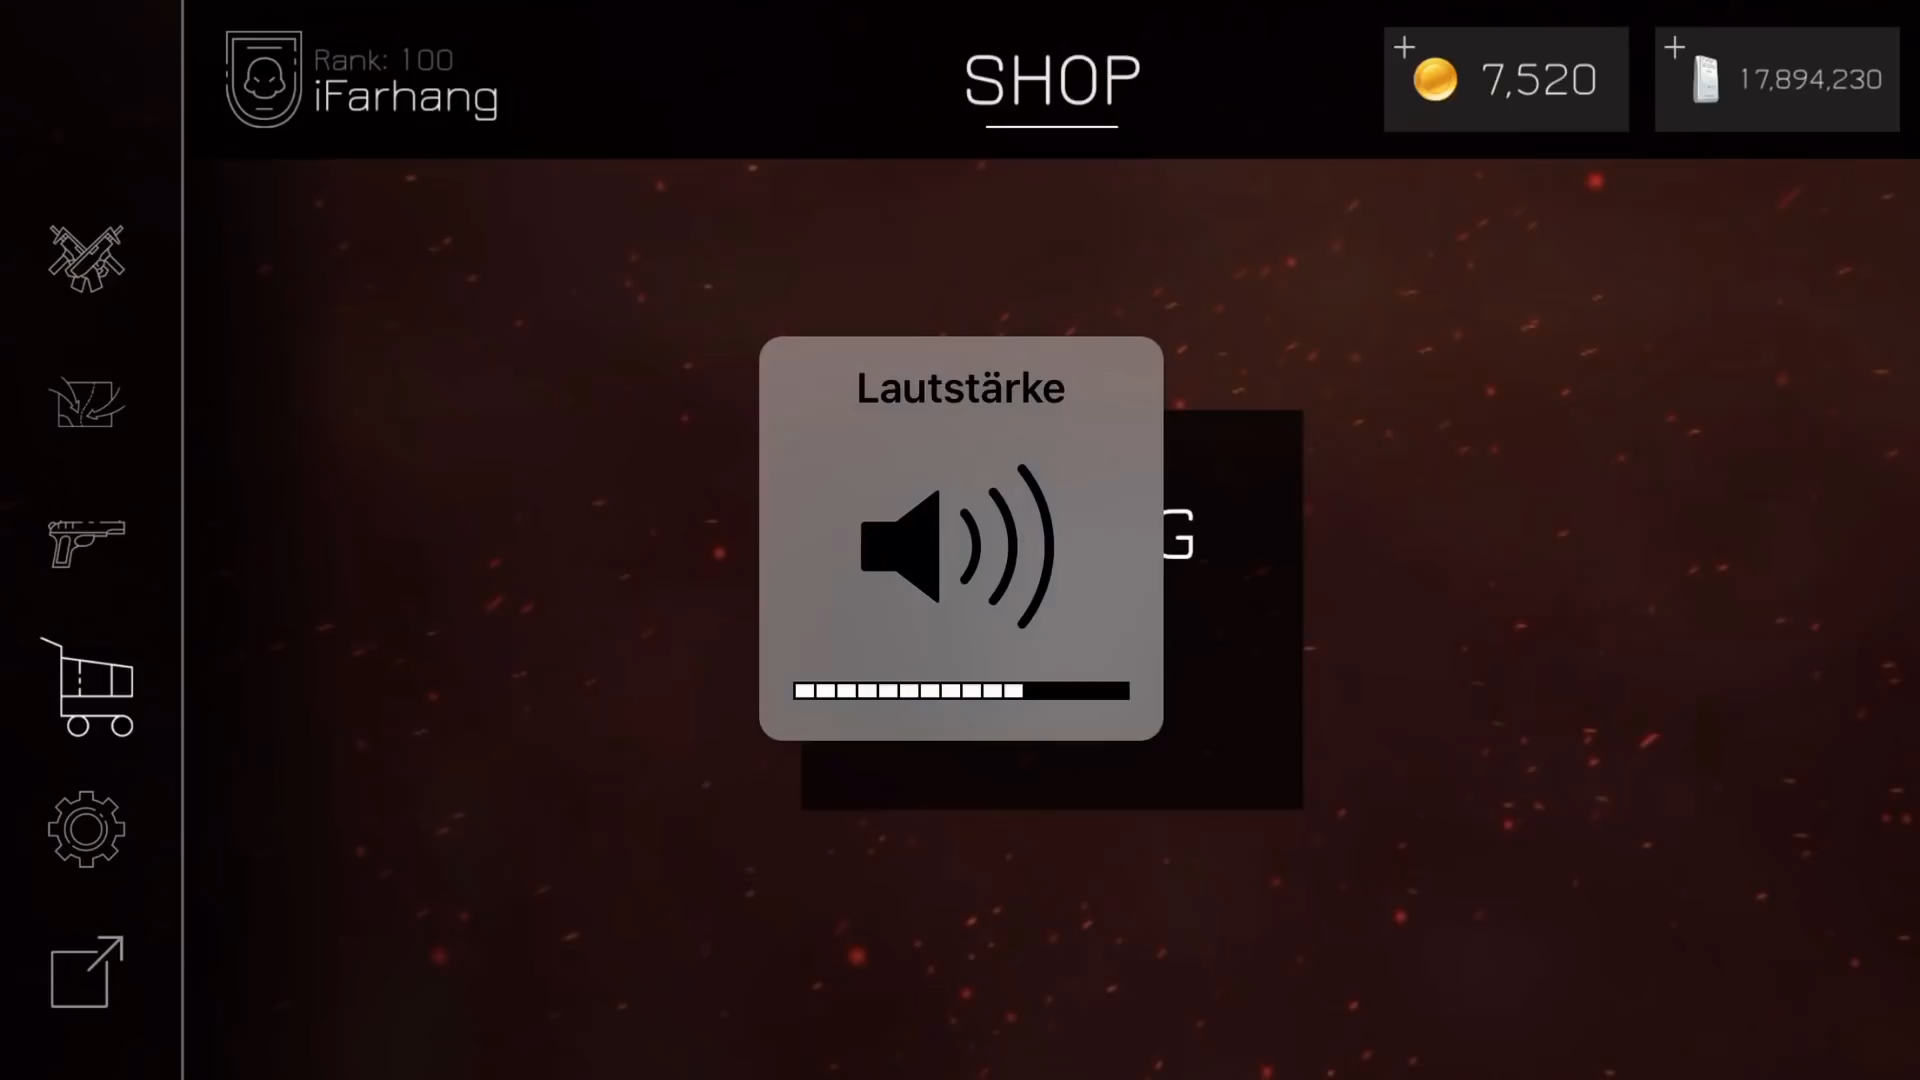 Rank: 100
iFarhang
SHOP
7,520
17,894,230
Lautstärke
G